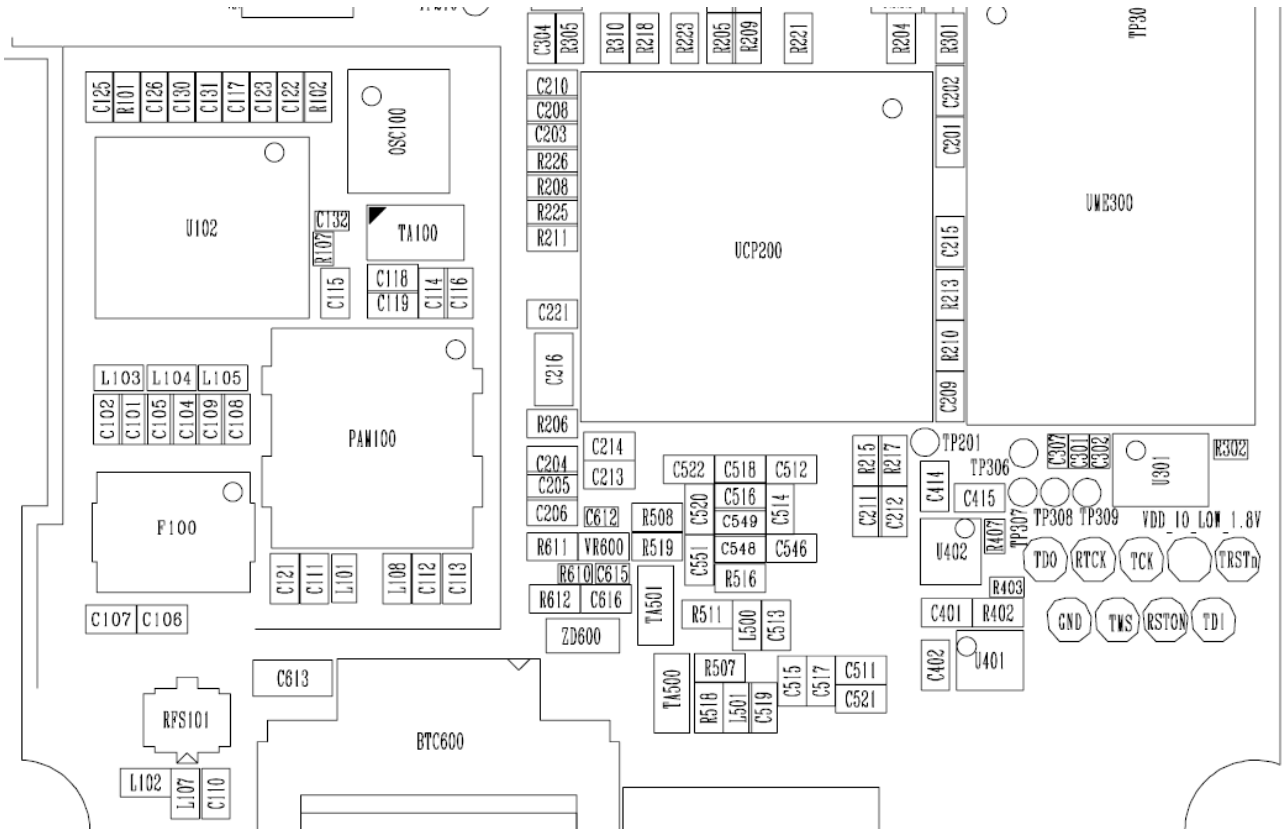 C304
R305
R310
R218
R223
R205
R209
R221
R204
R301
TP30
C125
R101
C126
C130
C131
C117
C123
C122
R102
OSC100
C210
C208
C203
R226
R208
R225
R211
C202
C201
U102
C132
R107
TA100
C115
C118
C119
C114
C116
UCP200
UME300
C215
R213
R210
C209
C221
C216
R206
L103
L104
L105
C102
C101
C105
C104
C109
C108
PAM100
C214
C213
C204
C205
C206
C612
R508
R611
VR600
R519
R610
C615
R612
C616
TA501
ZD600
C522
C518
C512
C520
C516
C514
C549
C551
C548
C546
R516
R511
L500
C513
R215
R217
C211
C212
TP201
C414
TP306
C415
C307
C301
C302
U301
R302
U402
R407
TP307
TP308
TP309
VDD_IO_LOW_1.8V
TDO
RTCK
TCK
TRSTn
R403
C401
R402
GND
TMS
RSTON
TDI
C402
U401
F100
C121
C111
L101
L108
C112
C113
C107
C106
C613
RFS101
BTC600
TA500
R507
R518
L501
C519
C515
C517
C511
C521
L102
L107
C110